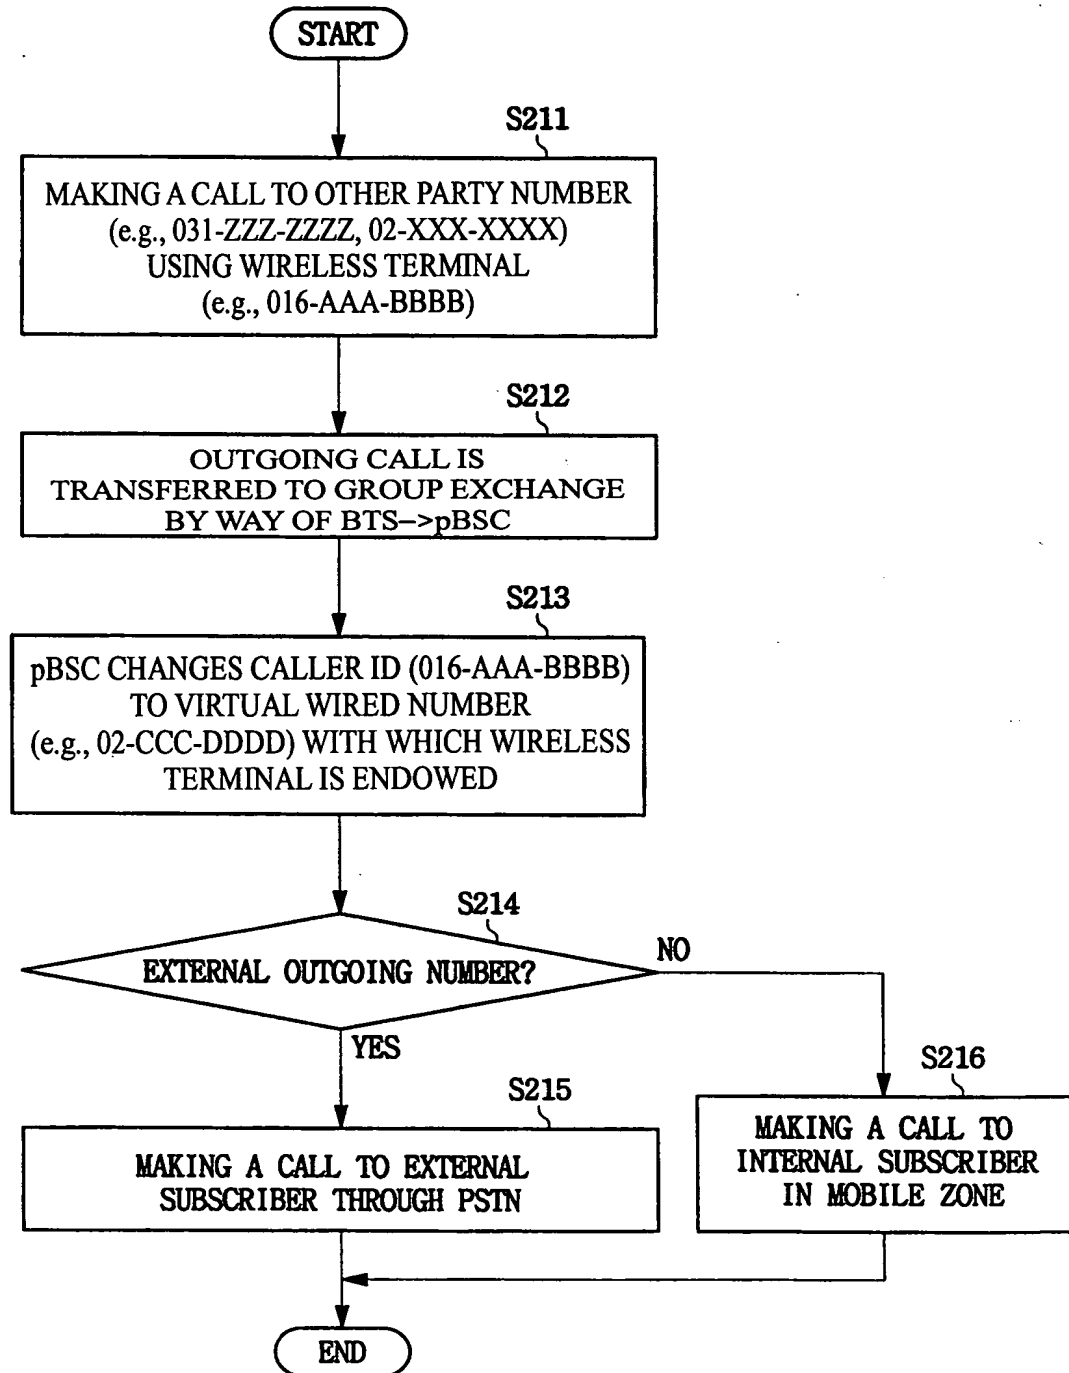 START
S211
MAKING A CALL TO OTHER PARTY NUMBER
(e.g., 031-ZZZ-ZZZZ, 02-XXX-XXXX)
USING WIRELESS TERMINAL
(e.g., 016-AAA-BBBB)
S212
OUTGOING CALL IS
TRANSFERRED TO GROUP EXCHANGE
BY WAY OF BTS->pBSC
S213
pBSC CHANGES CALLER ID (016-AAA-BBBB)
TO VIRTUAL WIRED NUMBER
(e.g., 02-CCC-DDDD) WITH WHICH WIRELESS
TERMINAL IS ENDOWED
S214
EXTERNAL OUTGOING NUMBER?
NO
YES
S215
MAKING A CALL TO EXTERNAL
SUBSCRIBER THROUGH PSTN
S216
MAKING A CALL TO
INTERNAL SUBSCRIBER
IN MOBILE ZONE
END